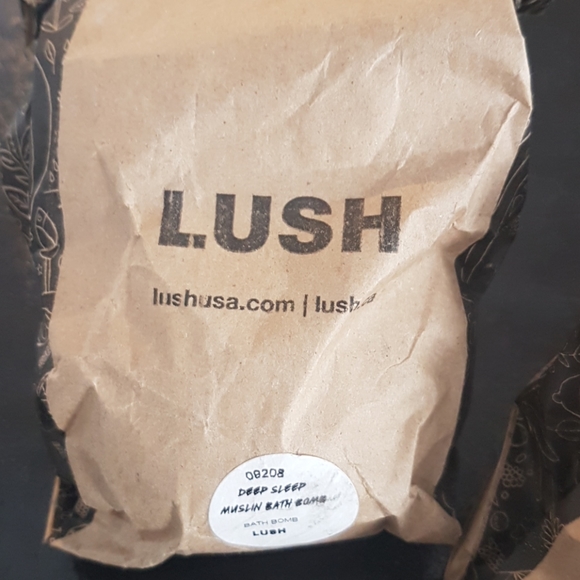 LUSH
lushusa.com | lush
08208
DEEP SLEEP
MUSLIN BATH BOMB
BATH BOMB
LUSH